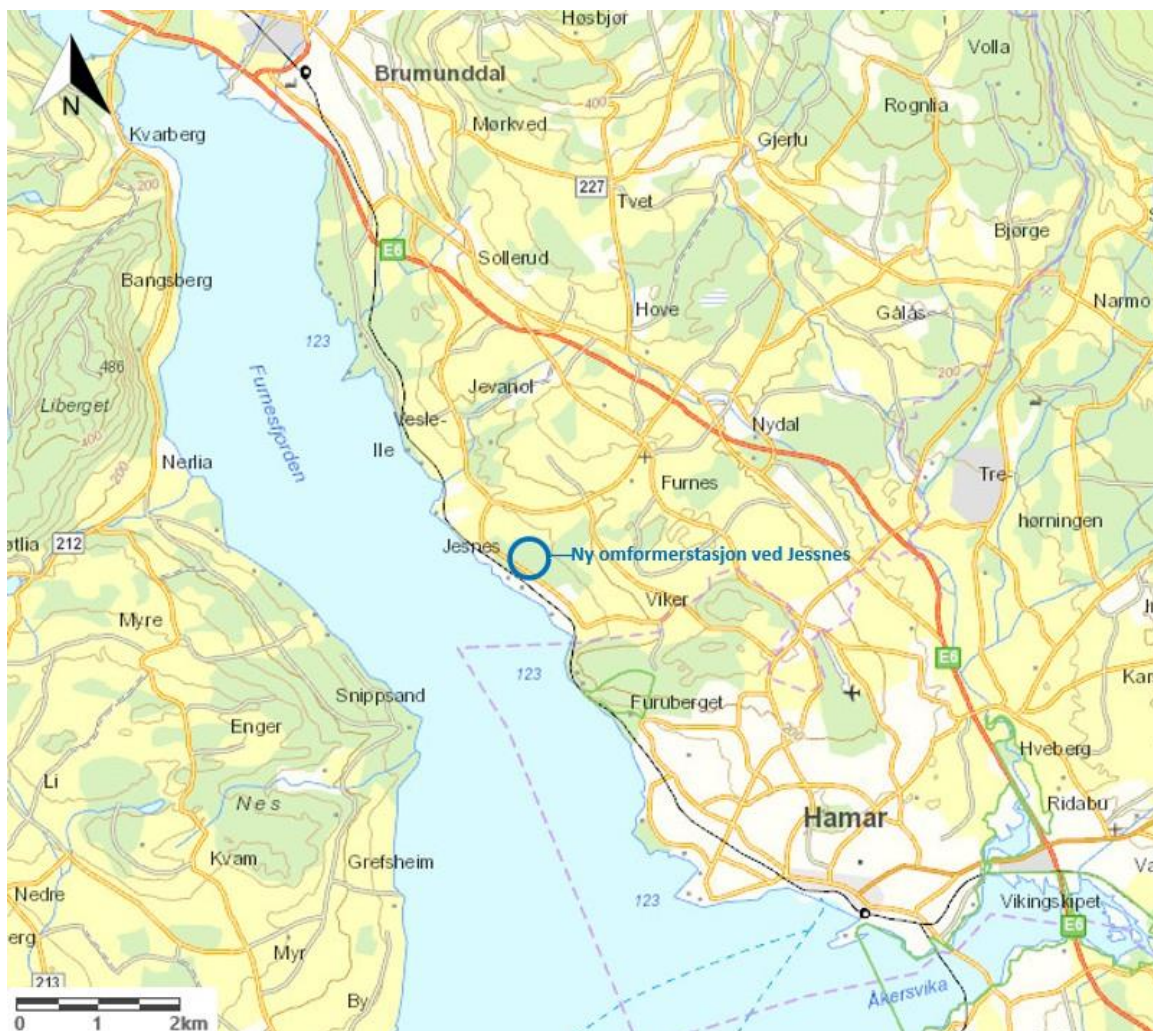 Høsbjør
Volla
Brumunddal
N
400
Rognlia
Mørkved
Kvarberg
Gjerlu
200
227
Tvet
Bjørge
E6
Sollerud
Bangsberg
Narmo
Hove
Gålås
123
486
Jevanol
200
Liberget
Furnesfjorden
400
Vesle-
Ile
Nydal
200
Nerlia
Furnes
Tre-
hørningen
212
Jesnes
Ny omformerstasjon ved Jessnes
Viker
Myre
E6
123
Snippsand
Furuberget
Enger
200
Hveberg
Li
Nes
Ridabu
Hamar
Kvam
Grefsheim
Nedre
123
Vikingskipet
E6
Myr
213
By
Åkersvika
0 1 2km